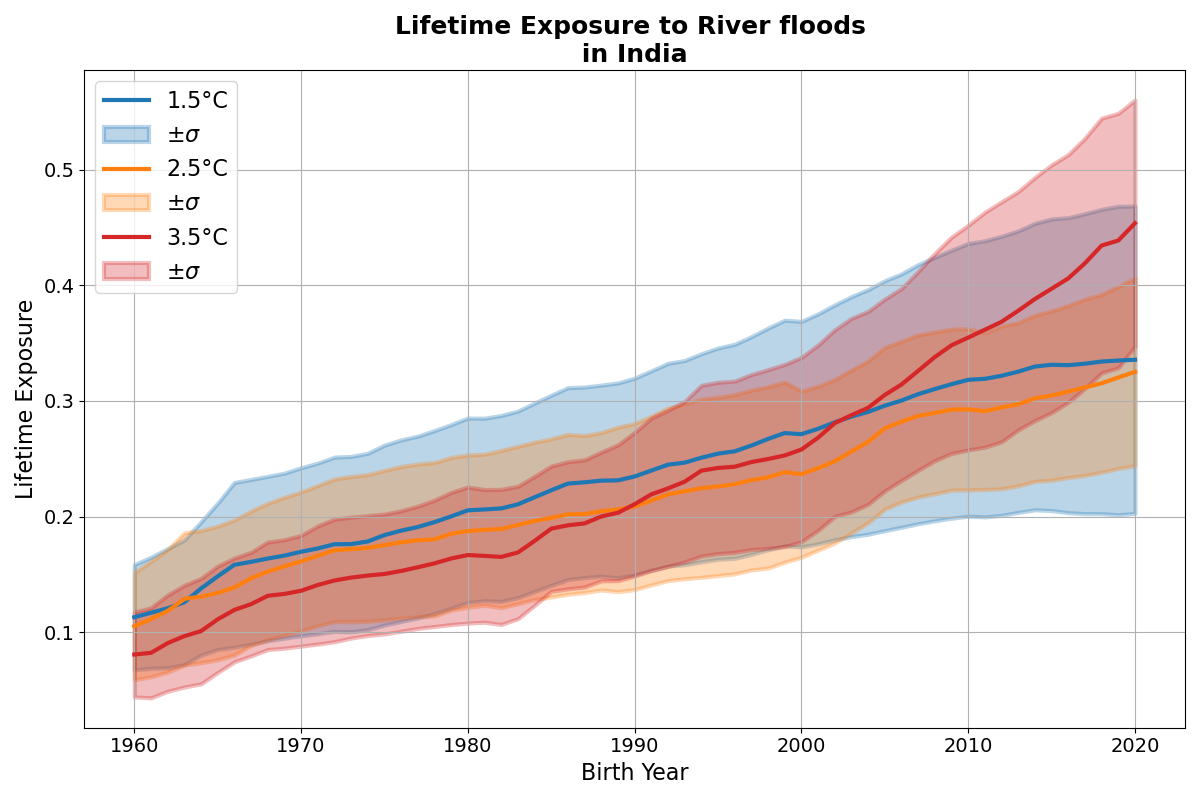 Lifetime Exposure to River floods
in India
1.5°C
±σ
2.5°C
±σ
3.5°C
±σ
Lifetime Exposure
0.5
0.4
0.3
0.2
0.1
1960 1970 1980 1990 2000 2010 2020
Birth Year